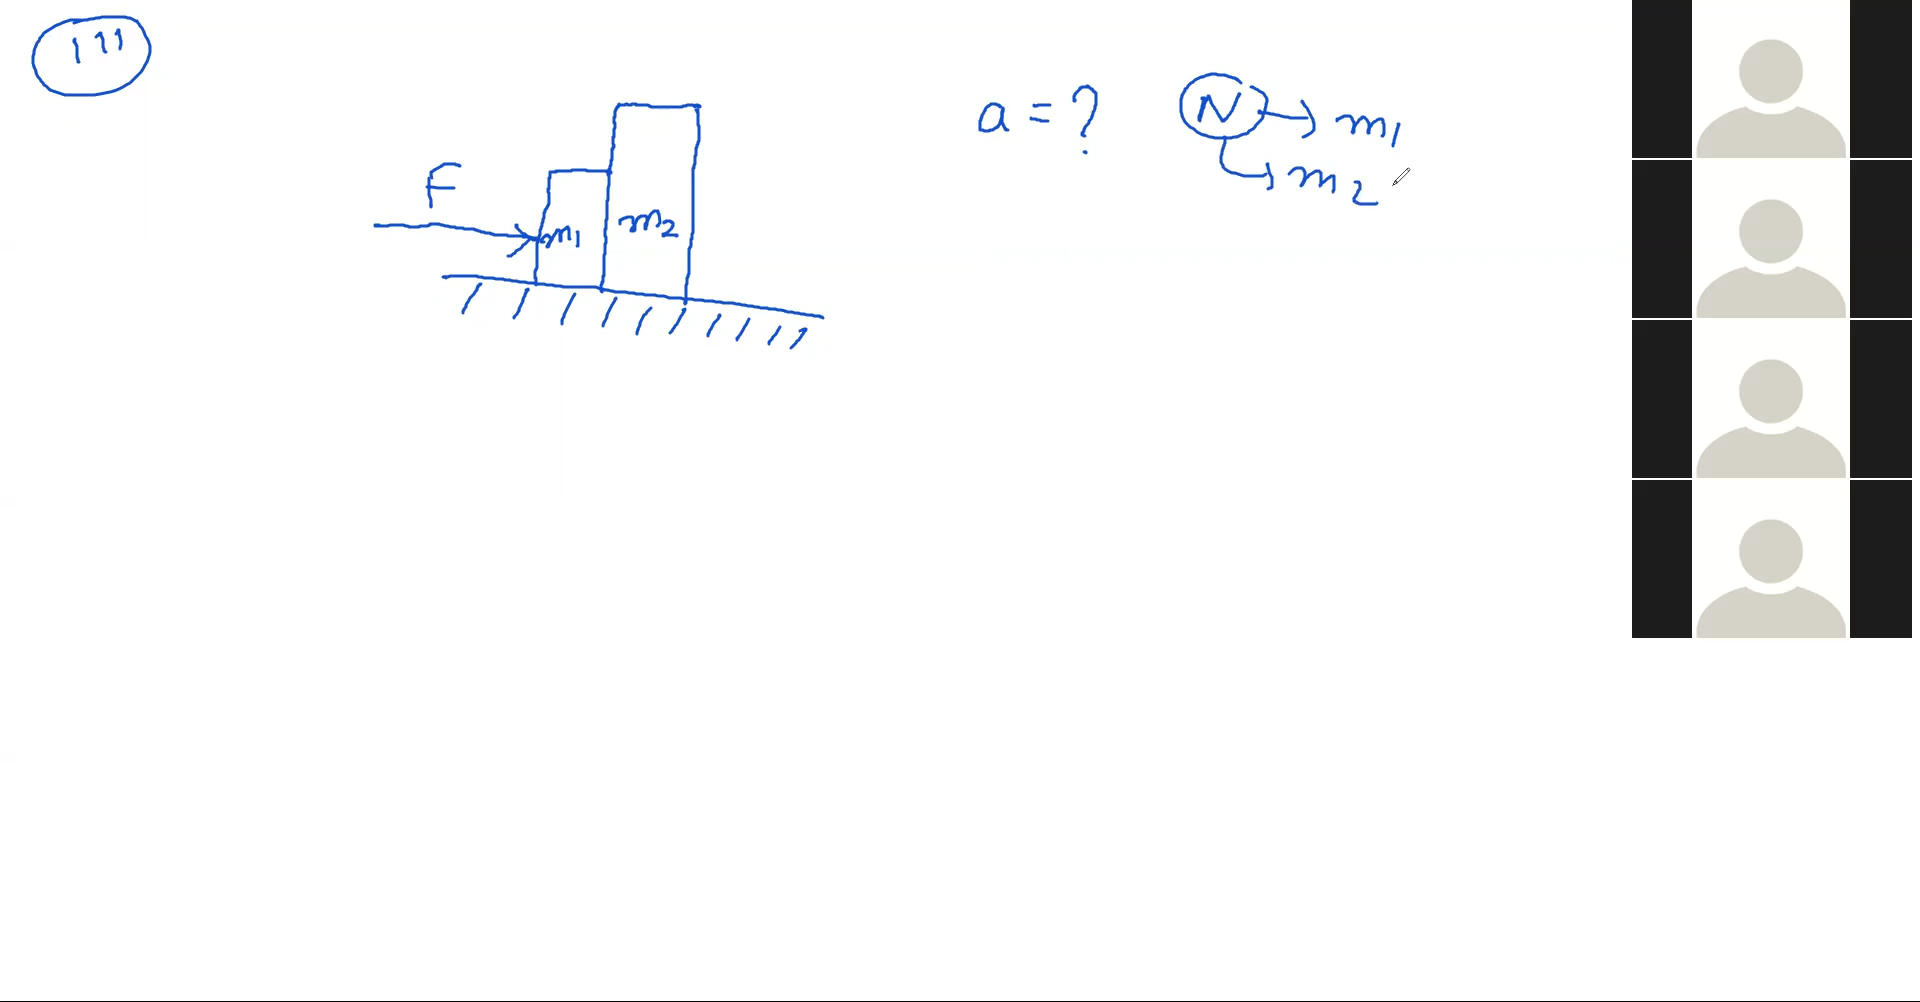 111
a = ? N → m1
→ m2
F
m1 m2